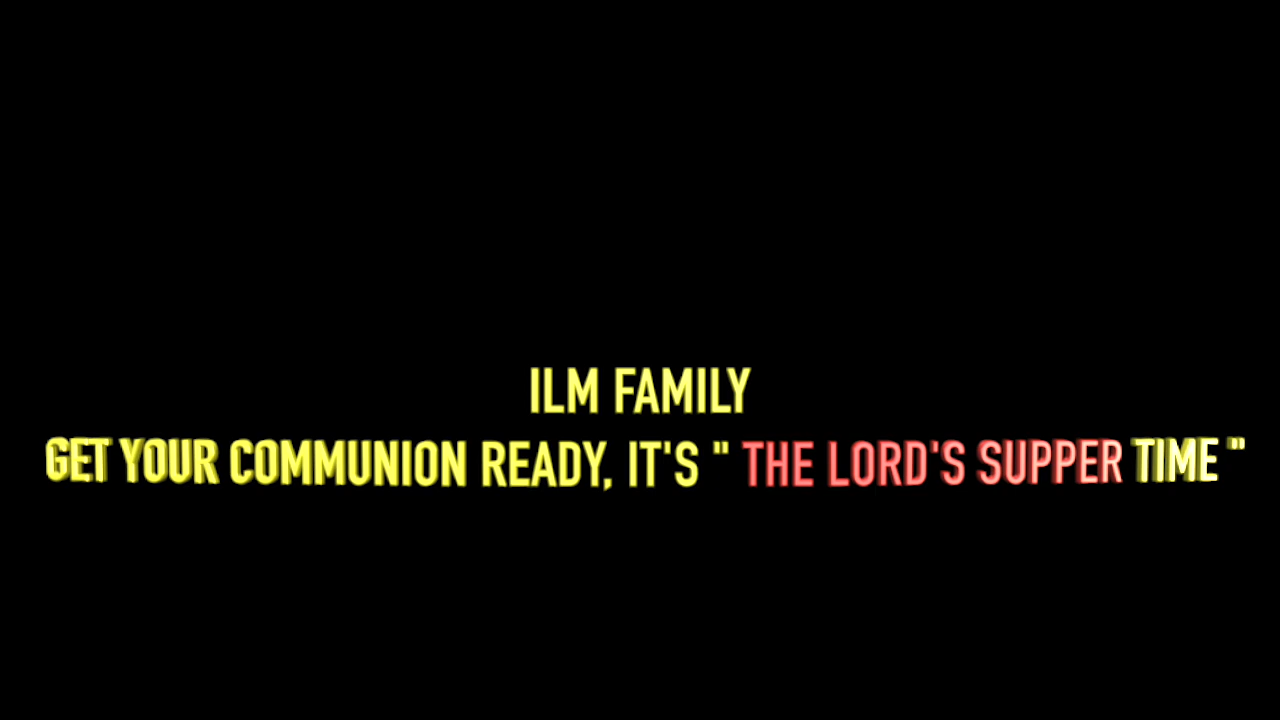 ILM FAMILY
GET YOUR COMMUNION READY, IT'S " THE LORD'S SUPPER TIME "